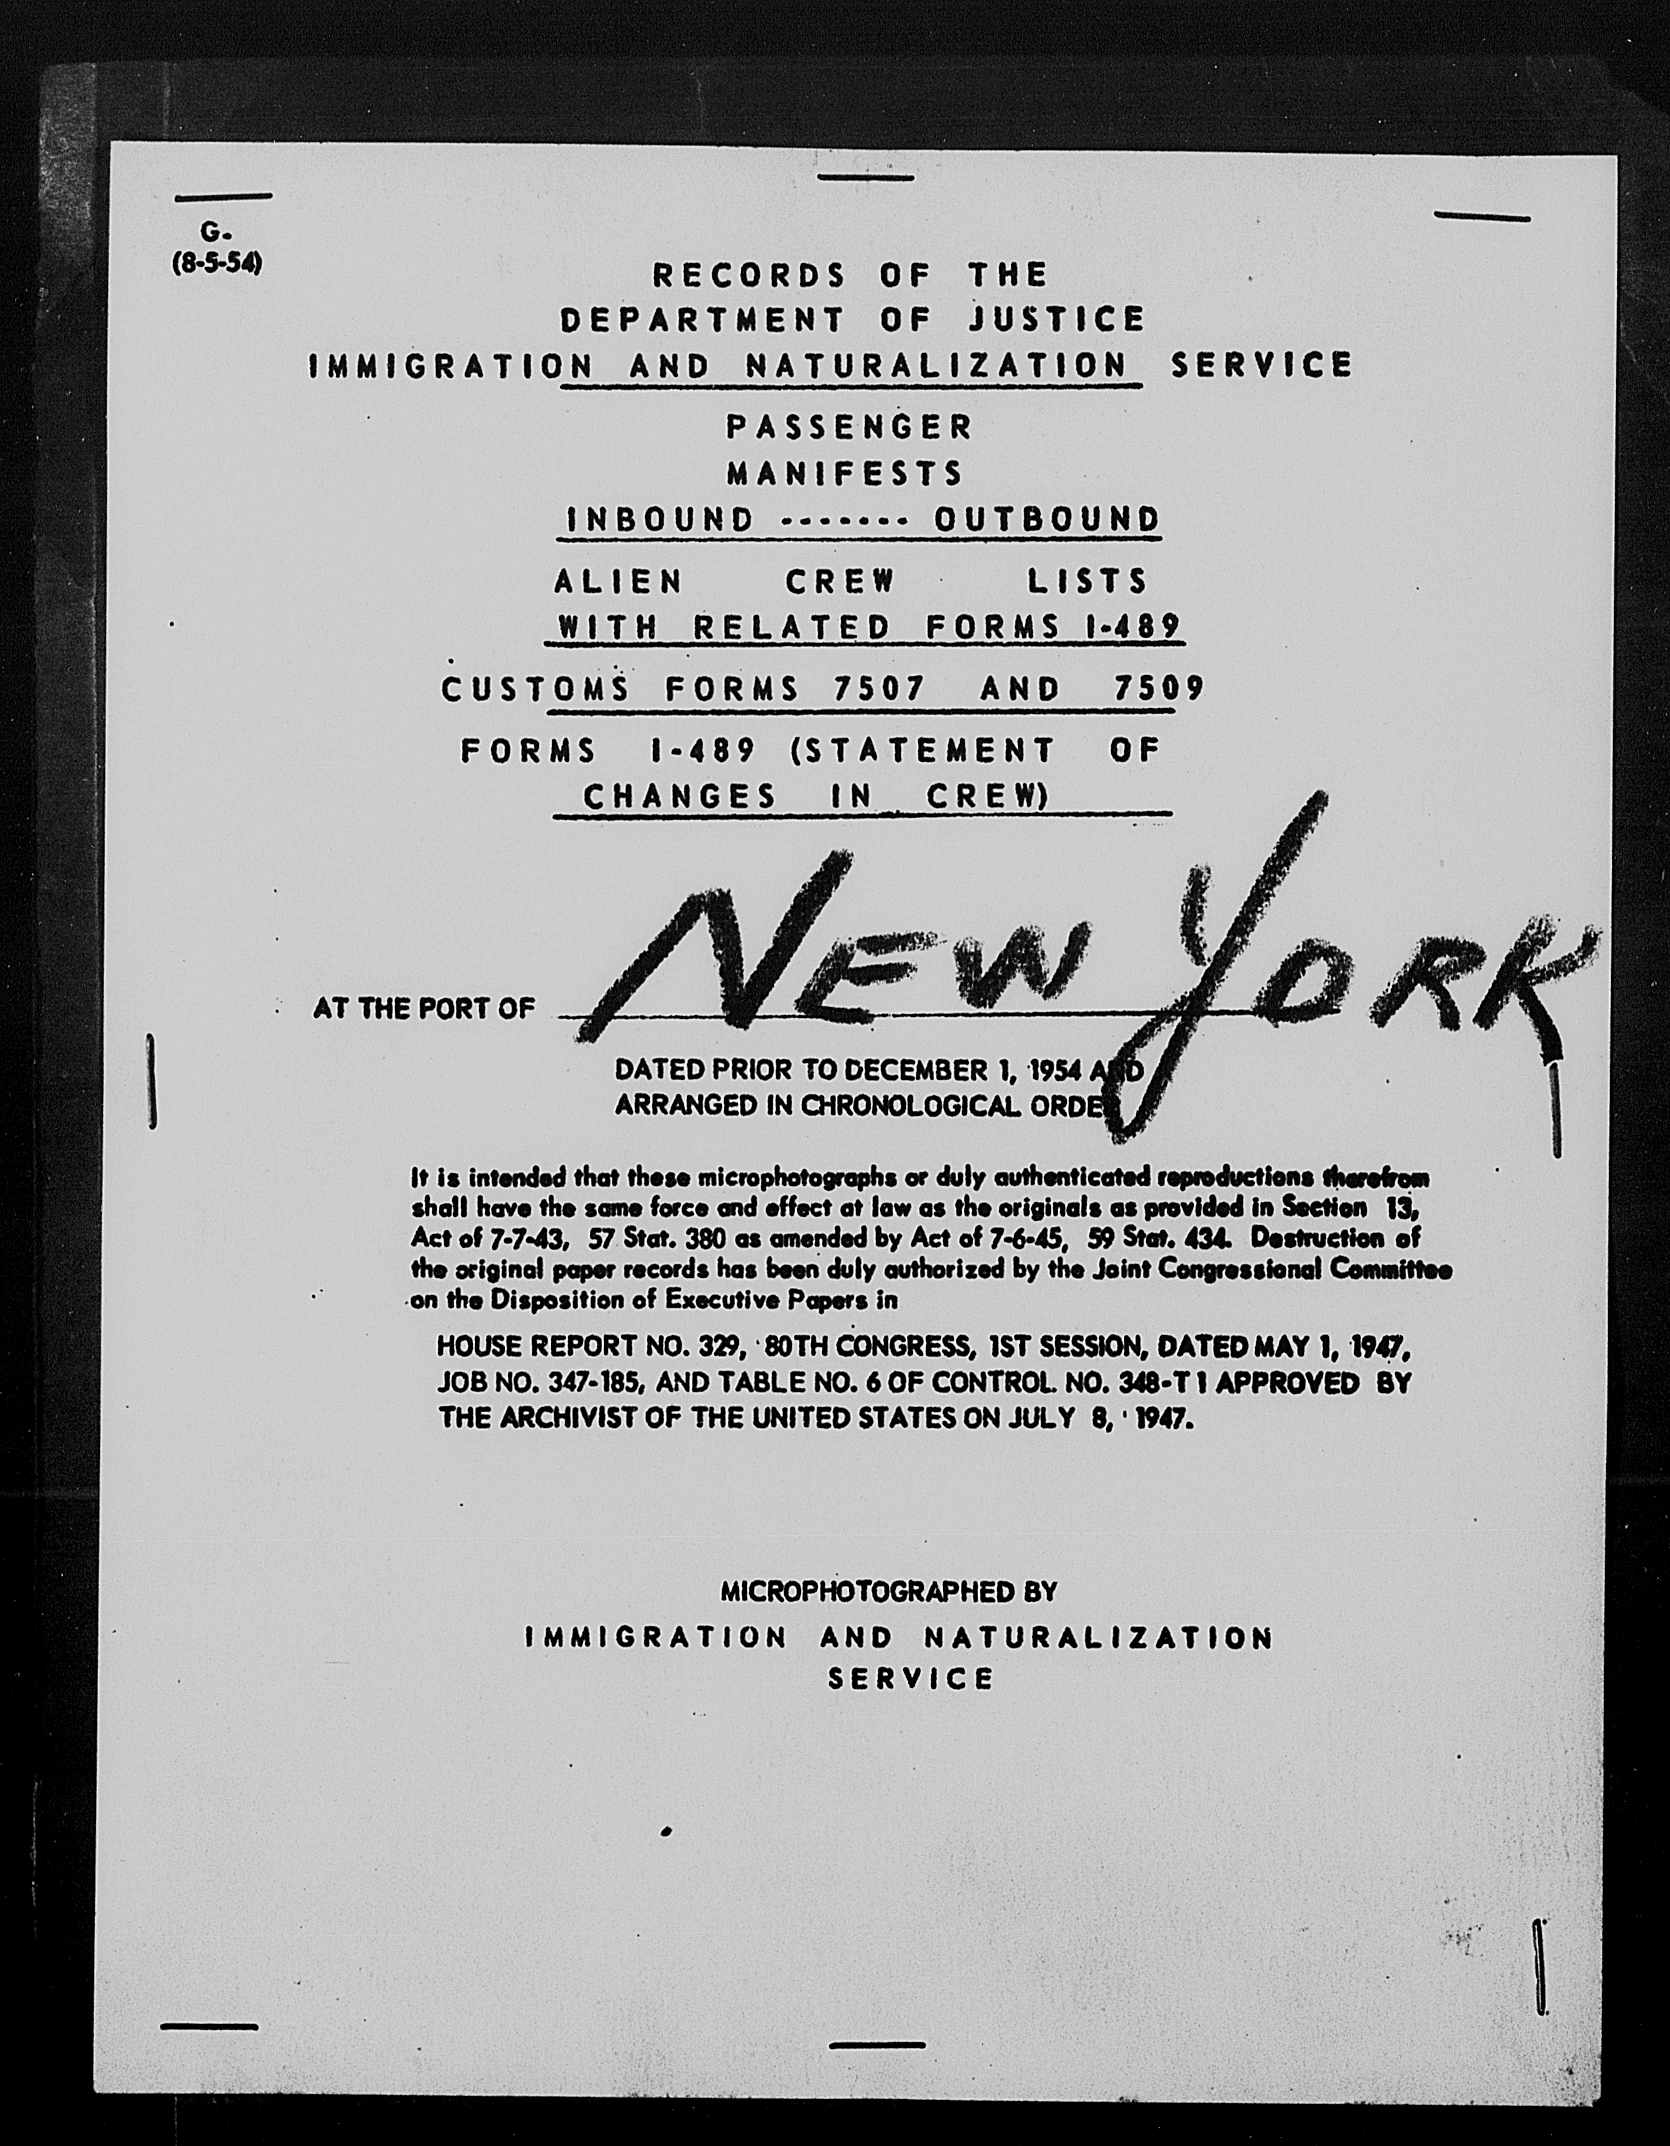 G.
(8-5-54)
RECORDS OF THE
DEPARTMENT OF JUSTICE
IMMIGRATION AND NATURALIZATION SERVICE
PASSENGER
MANIFESTS
INBOUND ------- OUTBOUND
ALIEN CREW LISTS
WITH RELATED FORMS I-489
CUSTOMS FORMS 7507 AND 7509
FORMS I-489 (STATEMENT OF
CHANGES IN CREW)
AT THE PORT OF NEW YORK
DATED PRIOR TO DECEMBER 1, 1954 AND
ARRANGED IN CHRONOLOGICAL ORDER
It is intended that these microphotographs or duly authenticated reproductions therefrom
shall have the same force and effect at law as the originals as provided in Section 13,
Act of 7-7-43, 57 Stat. 380 as amended by Act of 7-6-45, 59 Stat. 434. Destruction of
the original paper records has been duly authorized by the Joint Congressional Committee
on the Disposition of Executive Papers in
HOUSE REPORT NO. 329, 80TH CONGRESS, 1ST SESSION, DATED MAY 1, 1947,
JOB NO. 347-185, AND TABLE NO. 6 OF CONTROL NO. 348-T1 APPROVED BY
THE ARCHIVIST OF THE UNITED STATES ON JULY 8, 1947.
MICROPHOTOGRAPHED BY
IMMIGRATION AND NATURALIZATION
SERVICE